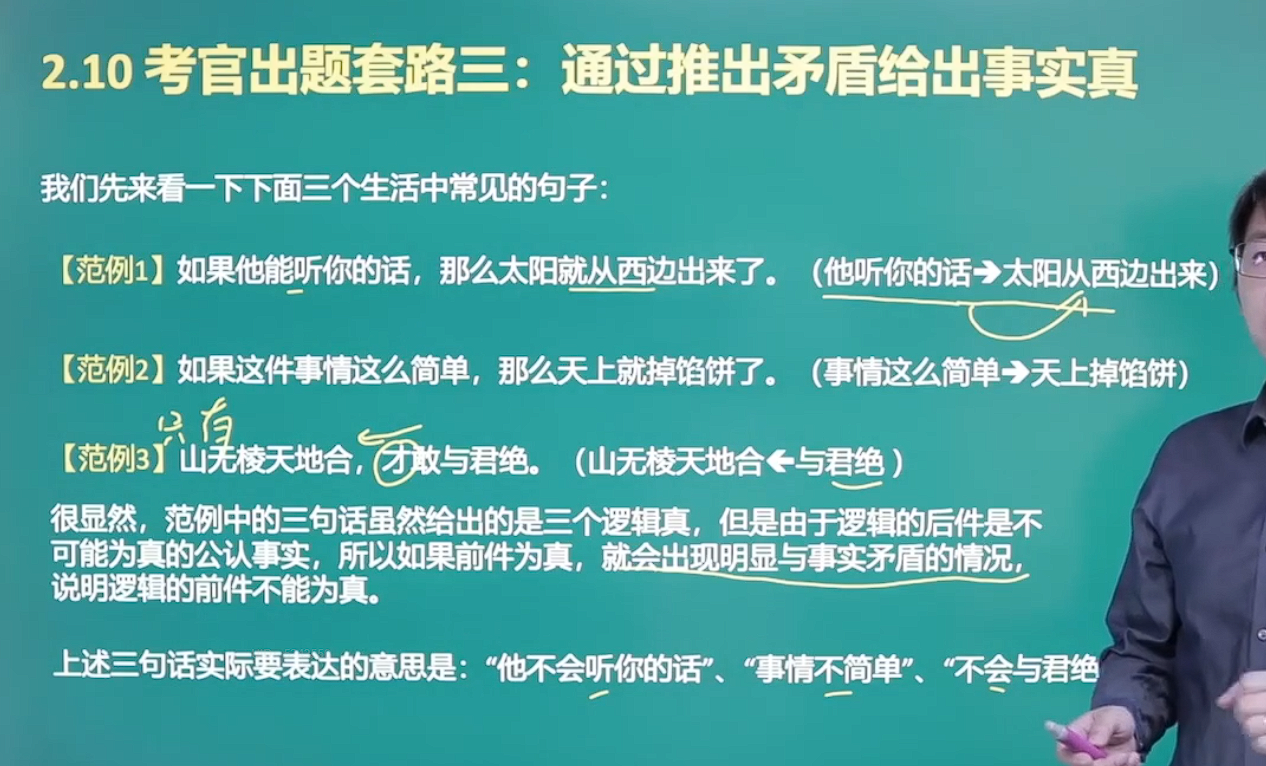 2.10 考官出题套路三：通过推出矛盾给出事实真
我们先来看一下下面三个生活中常见的句子：
【范例1】如果他能听你的话，那么太阳就从西边出来了。（他听你的话➔太阳从西边出来）
【范例2】如果这件事情这么简单，那么天上就掉馅饼了。（事情这么简单➔天上掉馅饼）
只有
【范例3】山无棱天地合，才敢与君绝。（山无棱天地合🡸与君绝 ）
很显然，范例中的三句话虽然给出的是三个逻辑真，但是由于逻辑的后件是不
可能为真的公认事实，所以如果前件为真，就会出现明显与事实矛盾的情况，
说明逻辑的前件不能为真。
上述三句话实际要表达的意思是：“他不会听你的话”、“事情不简单”、“不会与君绝